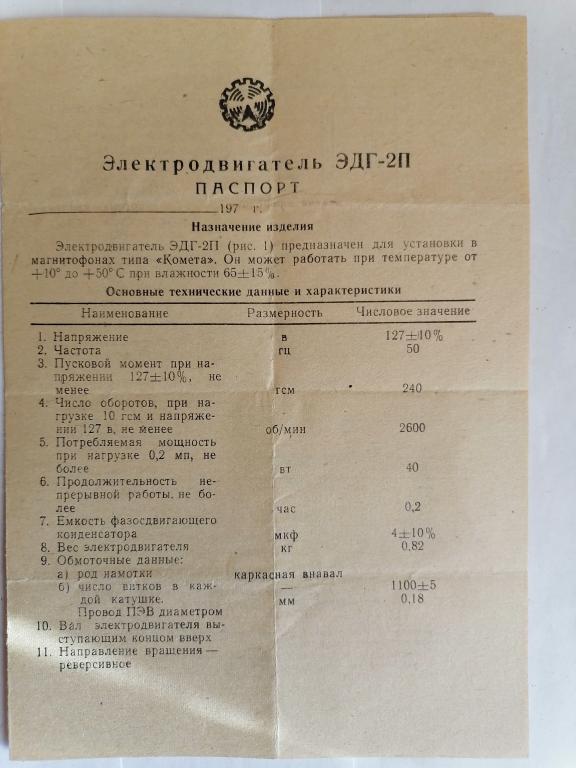 Электродвигатель ЭДГ-2П
ПАСПОРТ
197 г.
Назначение изделия
Электродвигатель ЭДГ-2П (рис. 1) предназначен для установки в
магнитофонах типа «Комета». Он может работать при температуре от
+10° до +50°С при влажности 65±15%.
Основные технические данные и характеристики
Наименование Размерность Числовое значение
1. Напряжение в 127±10%
2. Частота гц 50
3. Пусковой момент при на-
пряжении 127±10%, не
менее гсм 240
4. Число оборотов, при на-
грузке 10 гсм и напряже-
нии 127 в, не менее об/мин 2600
5. Потребляемая мощность
при нагрузке 0,2 мп, не
более вт 40
6. Продолжительность не-
прерывной работы, не бо-
лее час 0,2
7. Емкость фазосдвигающего
конденсатора мкф 4±10%
8. Вес электродвигателя кг 0,82
9. Обмоточные данные:
а) род намотки каркасная внавал
б) число витков в каж- — 1100±5
дой катушке. мм 0,18
Провод ПЭВ диаметром
10. Вал электродвигателя вы-
ступающим концом вверх
11. Направление вращения —
реверсивное